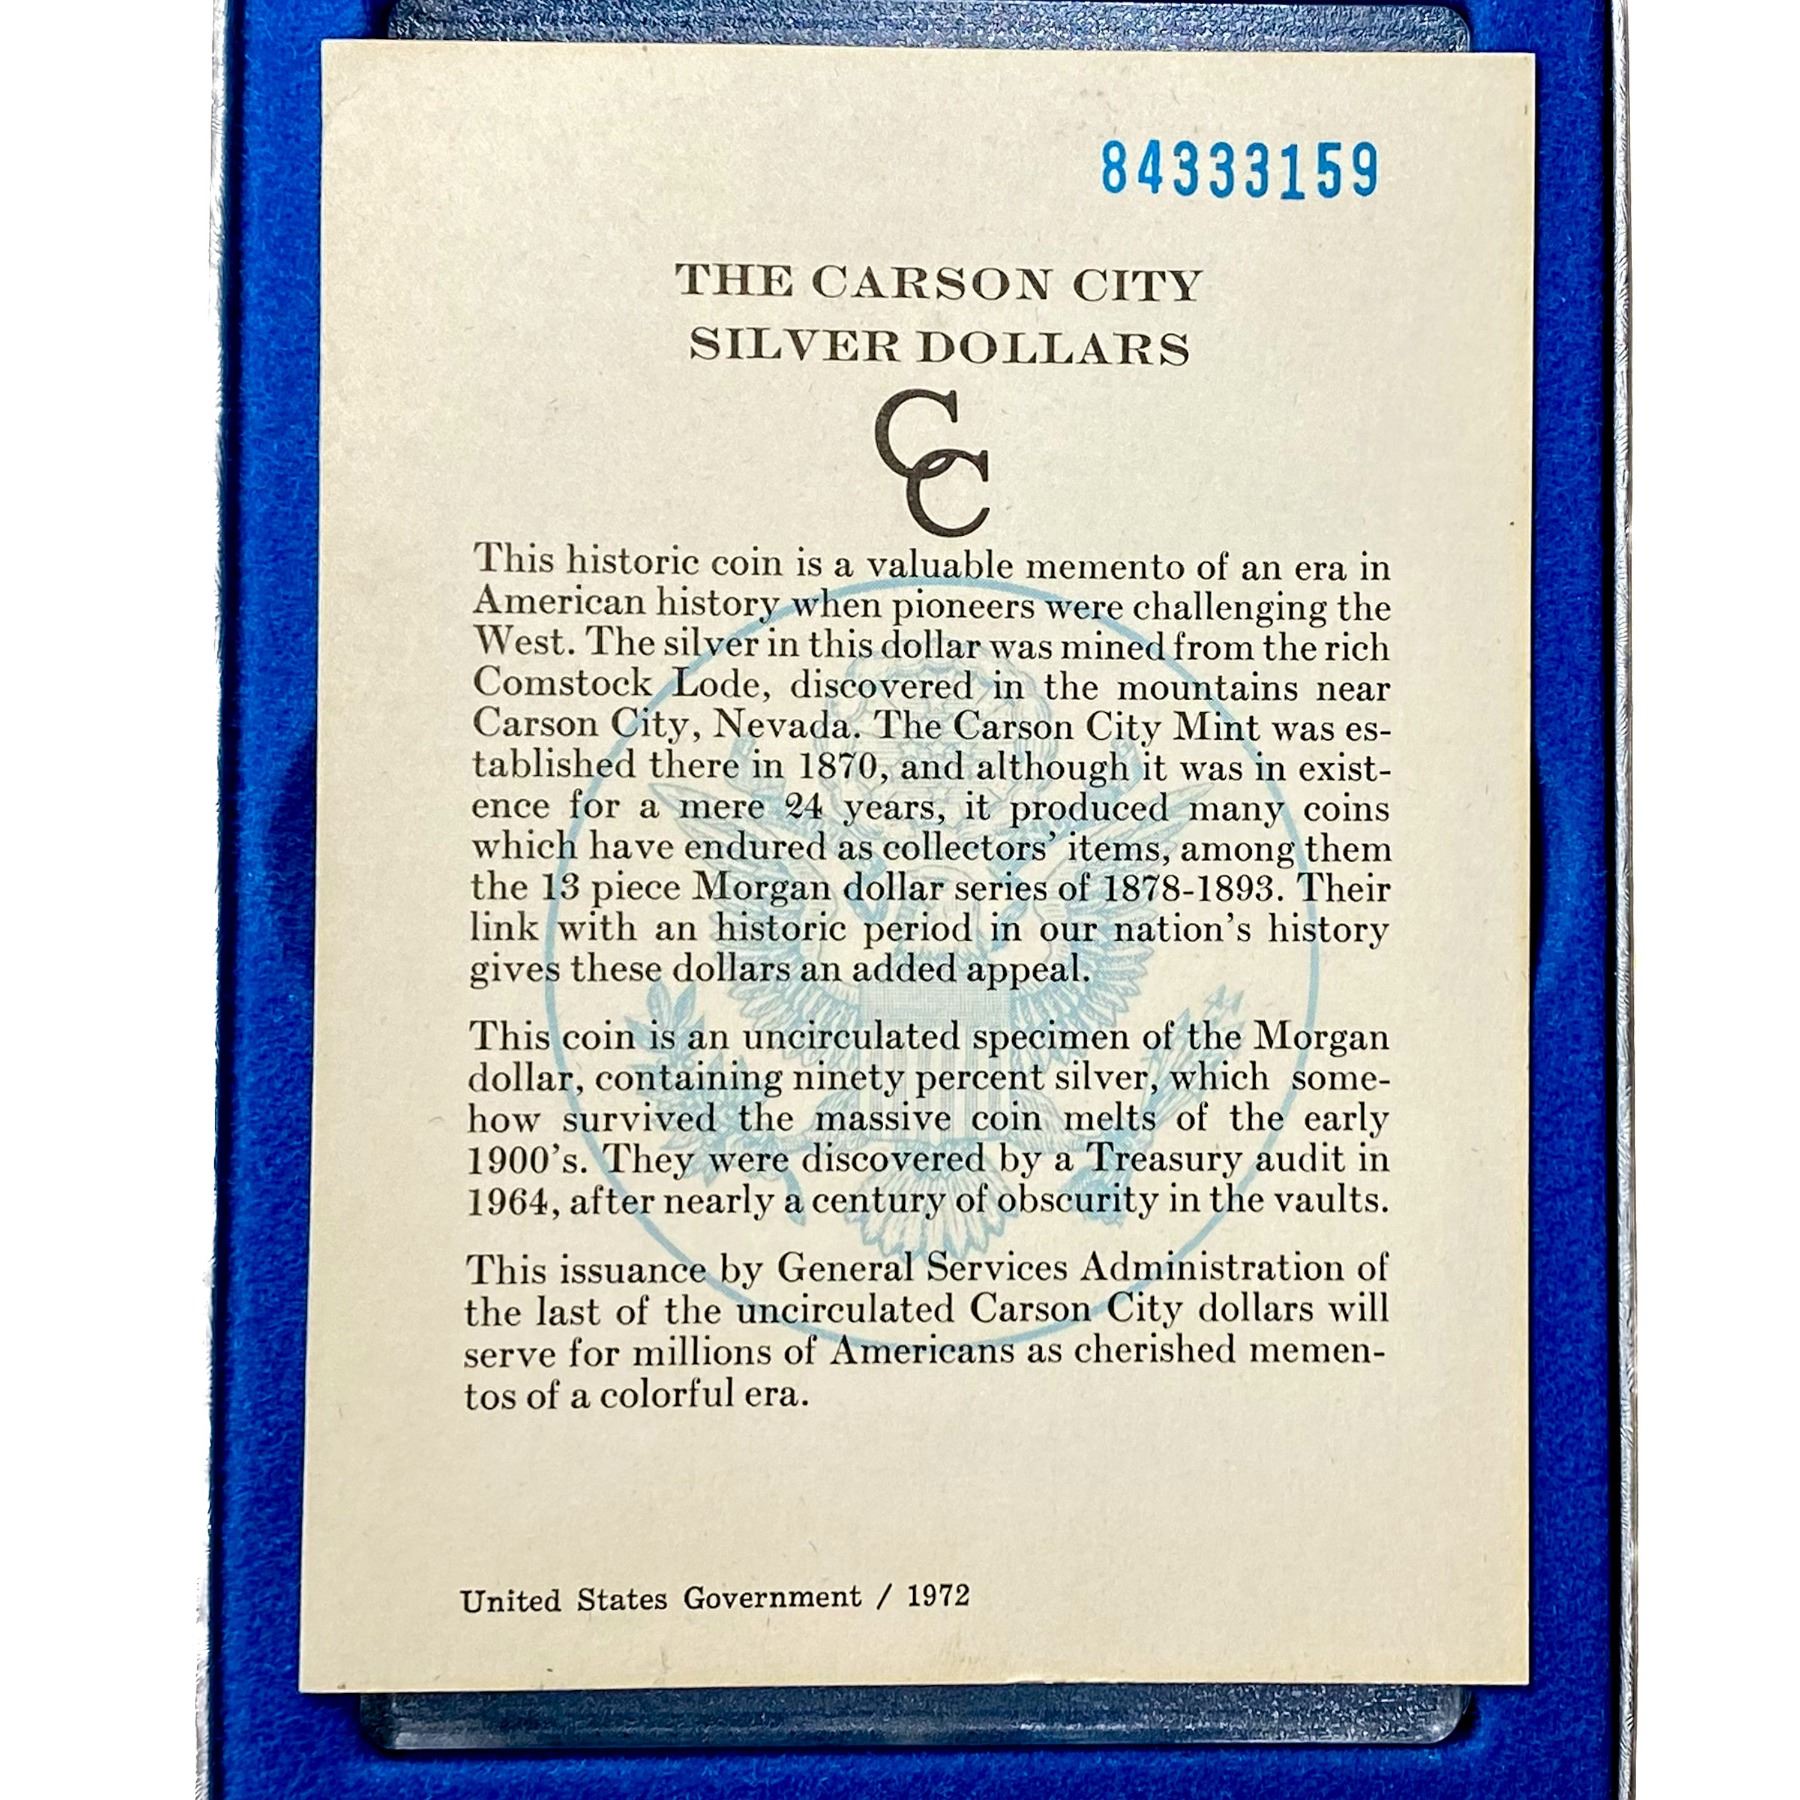 84333159
THE CARSON CITY
SILVER DOLLARS
CC
This historic coin is a valuable memento of an era in
American history when pioneers were challenging the
West. The silver in this dollar was mined from the rich
Comstock Lode, discovered in the mountains near
Carson City, Nevada. The Carson City Mint was es-
tablished there in 1870, and although it was in exist-
ence for a mere 24 years, it produced many coins
which have endured as collectors' items, among them
the 13 piece Morgan dollar series of 1878-1893. Their
link with an historic period in our nation's history
gives these dollars an added appeal.
This coin is an uncirculated specimen of the Morgan
dollar, containing ninety percent silver, which some-
how survived the massive coin melts of the early
1900's. They were discovered by a Treasury audit in
1964, after nearly a century of obscurity in the vaults.
This issuance by General Services Administration of
the last of the uncirculated Carson City dollars will
serve for millions of Americans as cherished memen-
tos of a colorful era.
United States Government / 1972